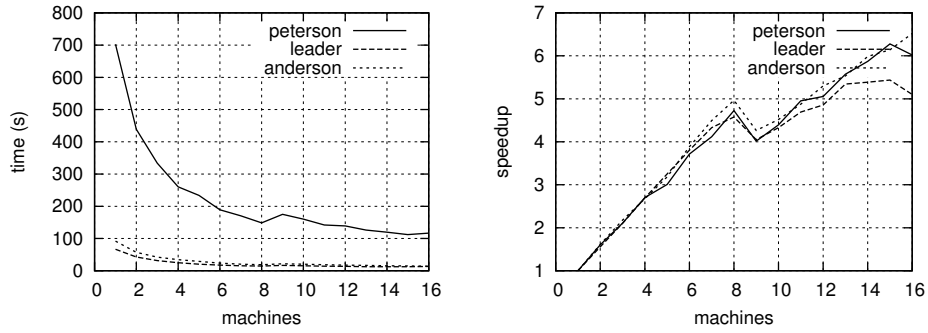 800
700
600
500
400
300
200
100
0
time (s)
0 2 4 6 8 10 12 14 16
machines
peterson
leader
anderson
7
6
5
4
3
2
1
speedup
0 2 4 6 8 10 12 14 16
machines
peterson
leader
anderson